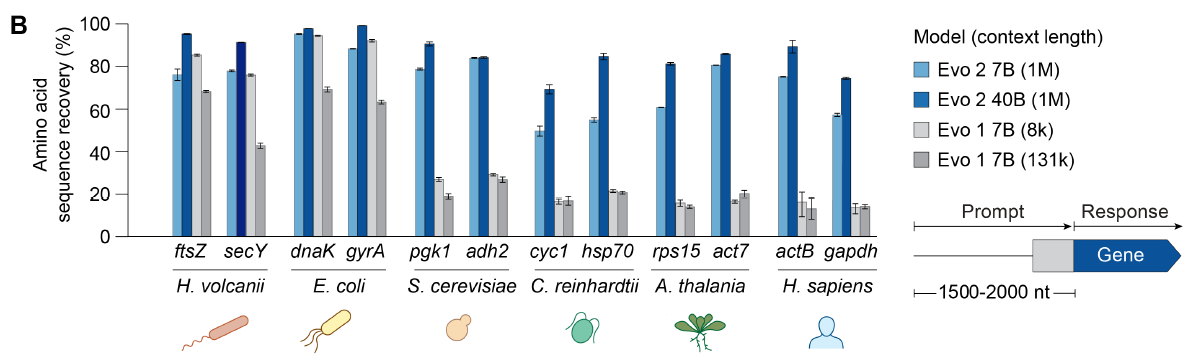 B
Amino acid
sequence recovery (%)
100
80
60
40
20
0
ftsZ secY dnaK gyrA pgk1 adh2 cyc1 hsp70 rps15 act7 actB gapdh
H. volcanii E. coli S. cerevisiae C. reinhardtii A. thalania H. sapiens
Model (context length)
Evo 2 7B (1M)
Evo 2 40B (1M)
Evo 1 7B (8k)
Evo 1 7B (131k)
Prompt Response
Gene
1500-2000 nt